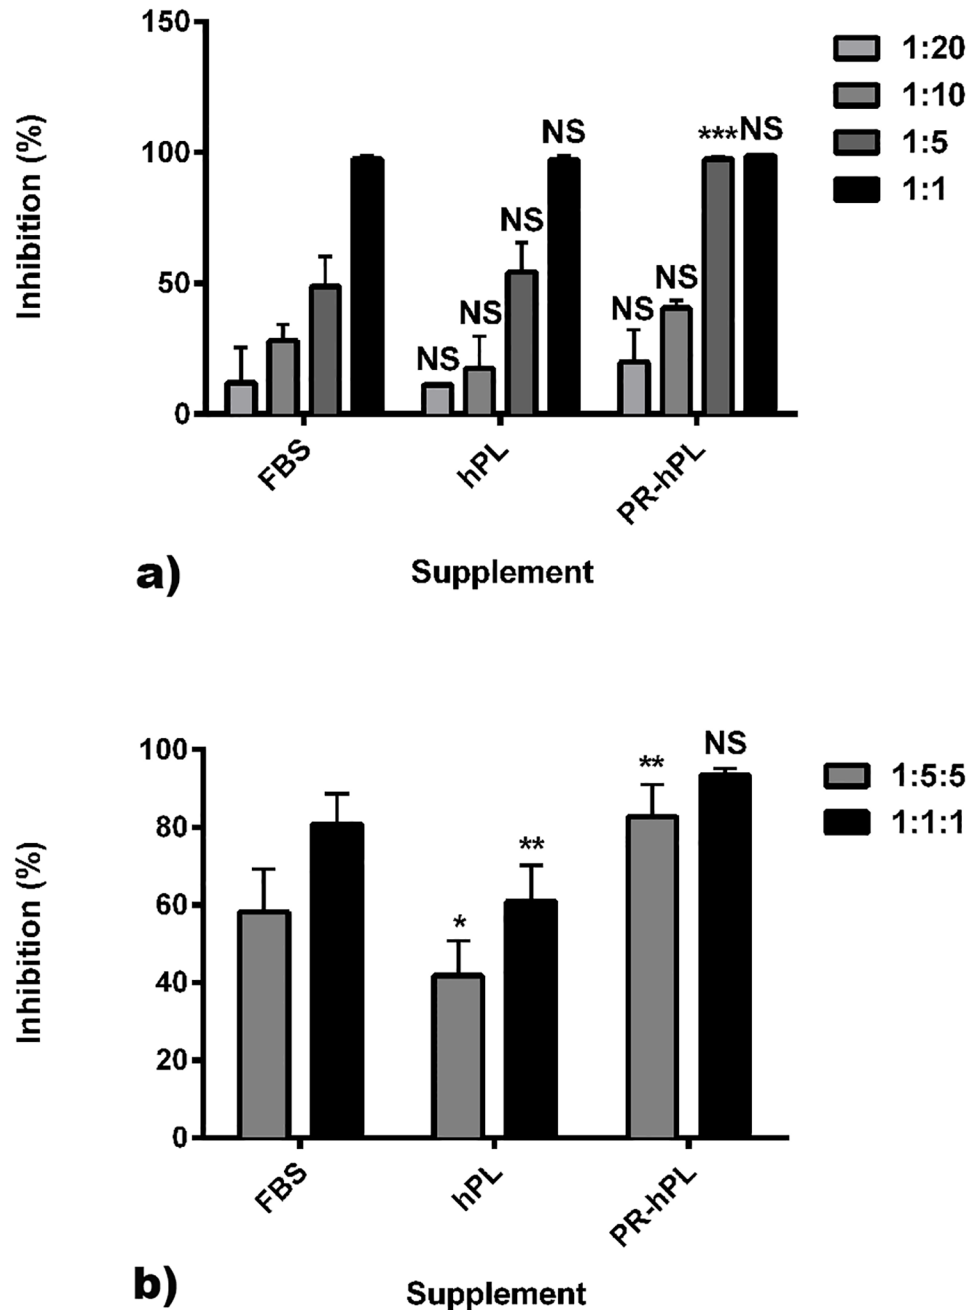 150
100
50
0
Inhibition (%)
1:20
1:10
1:5
1:1
NS
NS
NS
NS
NS
NS
***
NS
FBS
hPL
PR-hPL
a)
Supplement
100
80
60
40
20
0
Inhibition (%)
1:5:5
1:1:1
*
**
**
NS
FBS
hPL
PR-hPL
b)
Supplement